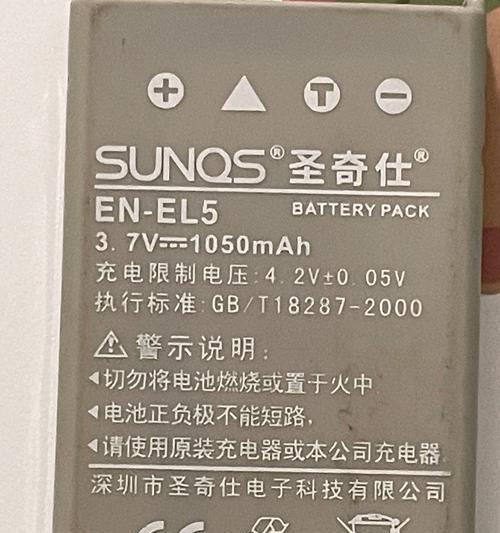 + T −
SUNQS® 圣奇仕®
EN-EL5 BATTERY PACK
3.7V⎓1050mAh
充电限制电压:4.2V±0.05V
执行标准:GB/T18287-2000
警示说明:
切勿将电池燃烧或置于火中
电池正负极不能短路,
请使用原装充电器或本公司充电器.
深圳市圣奇仕电子科技有限公司
CE